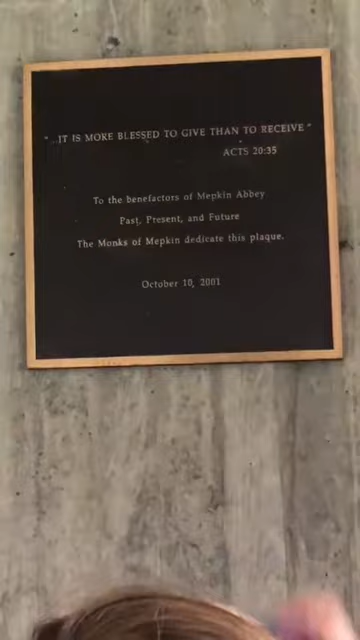 "...IT IS MORE BLESSED TO GIVE THAN TO RECEIVE"
ACTS 20:35
To the benefactors of Mepkin Abbey
Past, Present, and Future
The Monks of Mepkin dedicate this plaque.
October 10, 2001